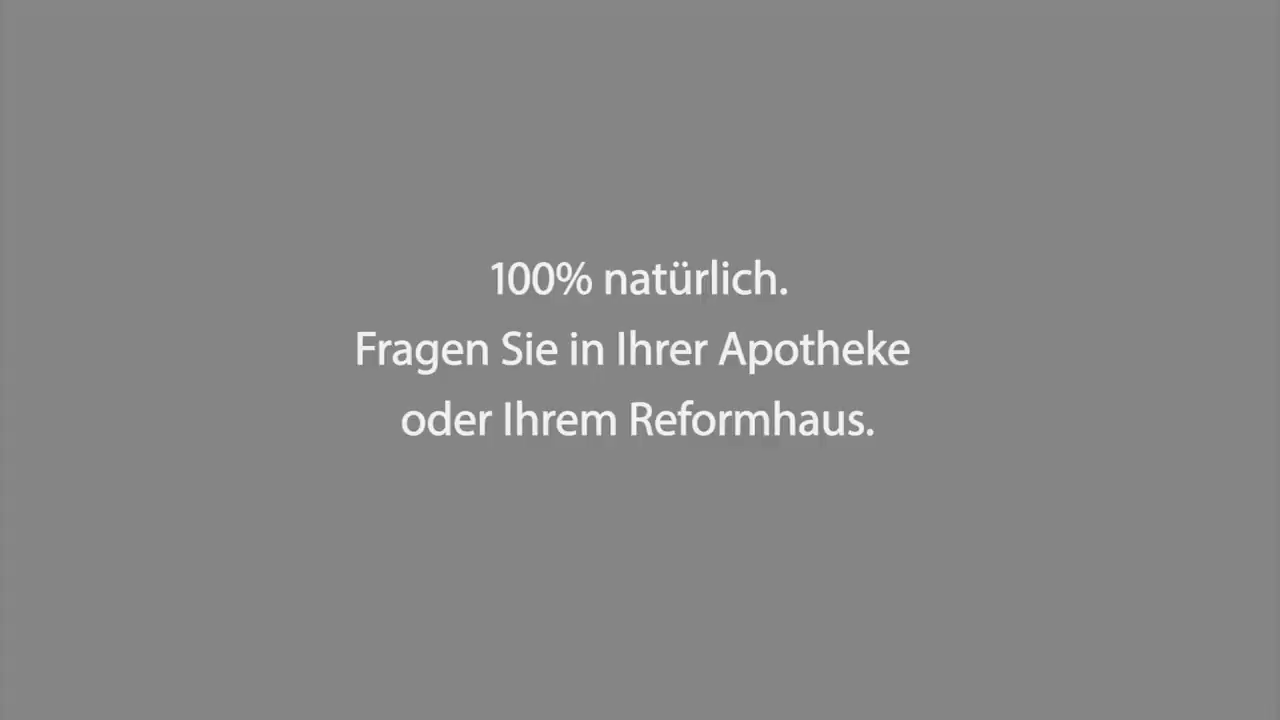 100% natürlich.
Fragen Sie in Ihrer Apotheke
oder Ihrem Reformhaus.